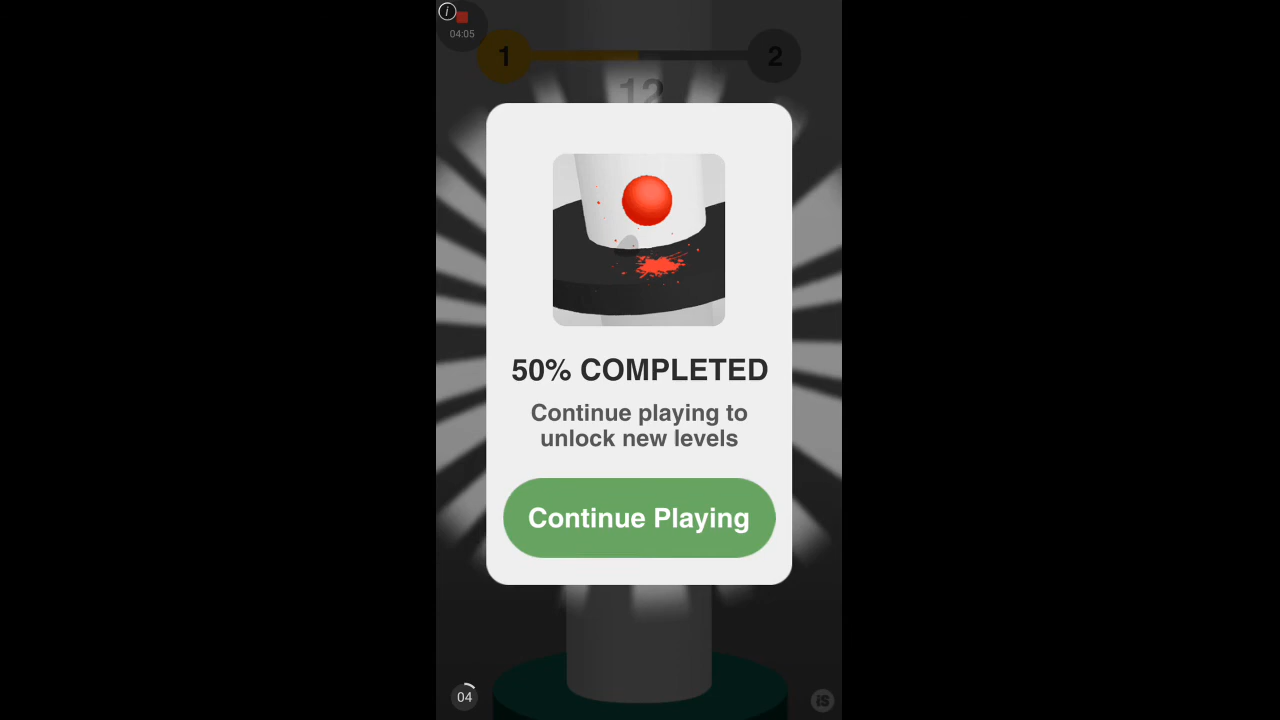 i
04:05
1
2
12
50% COMPLETED
Continue playing to
unlock new levels
Continue Playing
04
iS